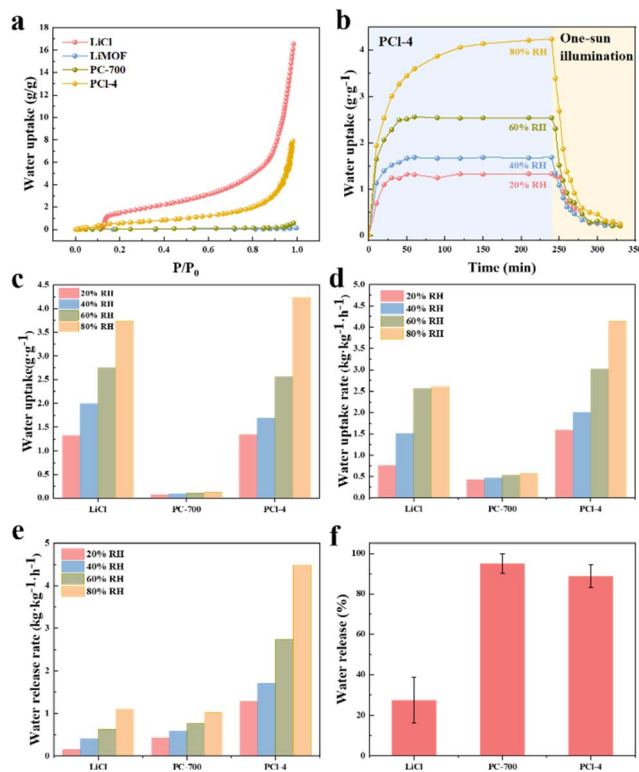 a
LiCl
LiMOF
PC-700
PCl-4
Water uptake (g/g)
18
16
14
12
10
8
6
4
2
0
0.0 0.2 0.4 0.6 0.8 1.0
P/P0
b
PCl-4
One-sun
illumination
80% RH
60% RH
40% RH
20% RH
Water uptake (g·g-1)
4
3
2
1
0
0 50 100 150 200 250 300 350
Time (min)
c
20% RH
40% RH
60% RH
80% RH
Water uptake(g·g-1)
4.5
4.0
3.5
3.0
2.5
2.0
1.5
1.0
0.5
0.0
LiCl PC-700 PCl-4
d
20% RH
40% RH
60% RH
80% RH
Water uptake rate (kg·kg-1·h-1)
5.0
4.5
4.0
3.5
3.0
2.5
2.0
1.5
1.0
0.5
0.0
LiCl PC-700 PCl-4
e
20% RH
40% RH
60% RH
80% RH
Water release rate (kg·kg-1·h-1)
5
4
3
2
1
0
LiCl PC-700 PCl-4
f
Water release (%)
100
80
60
40
20
0
LiCl PC-700 PCl-4